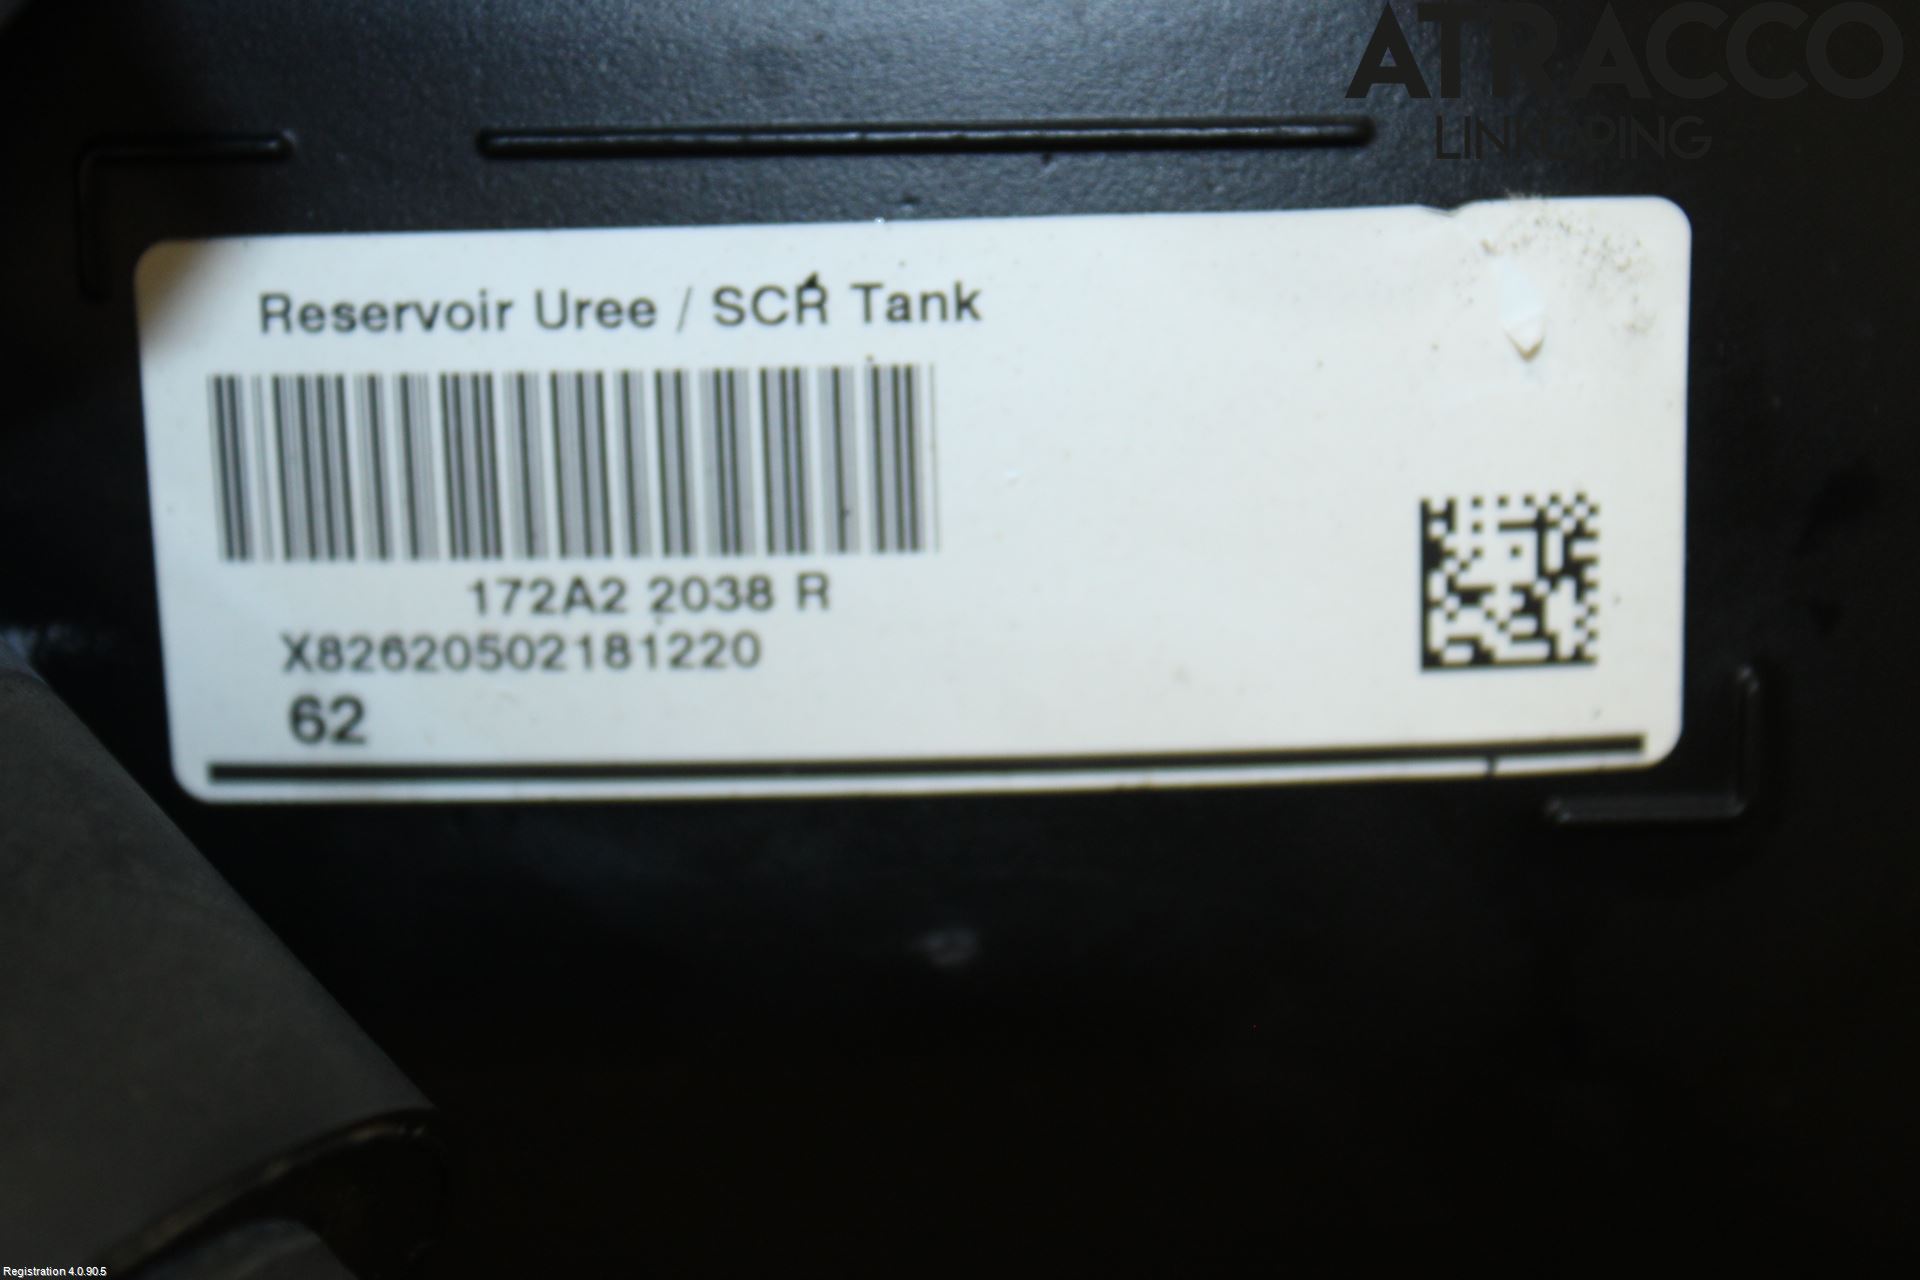 ATRACCO
LINKÖPING
Reservoir Uree / SCR Tank
172A2 2038 R
X82620502181220
62
Registration 4.0.90.5